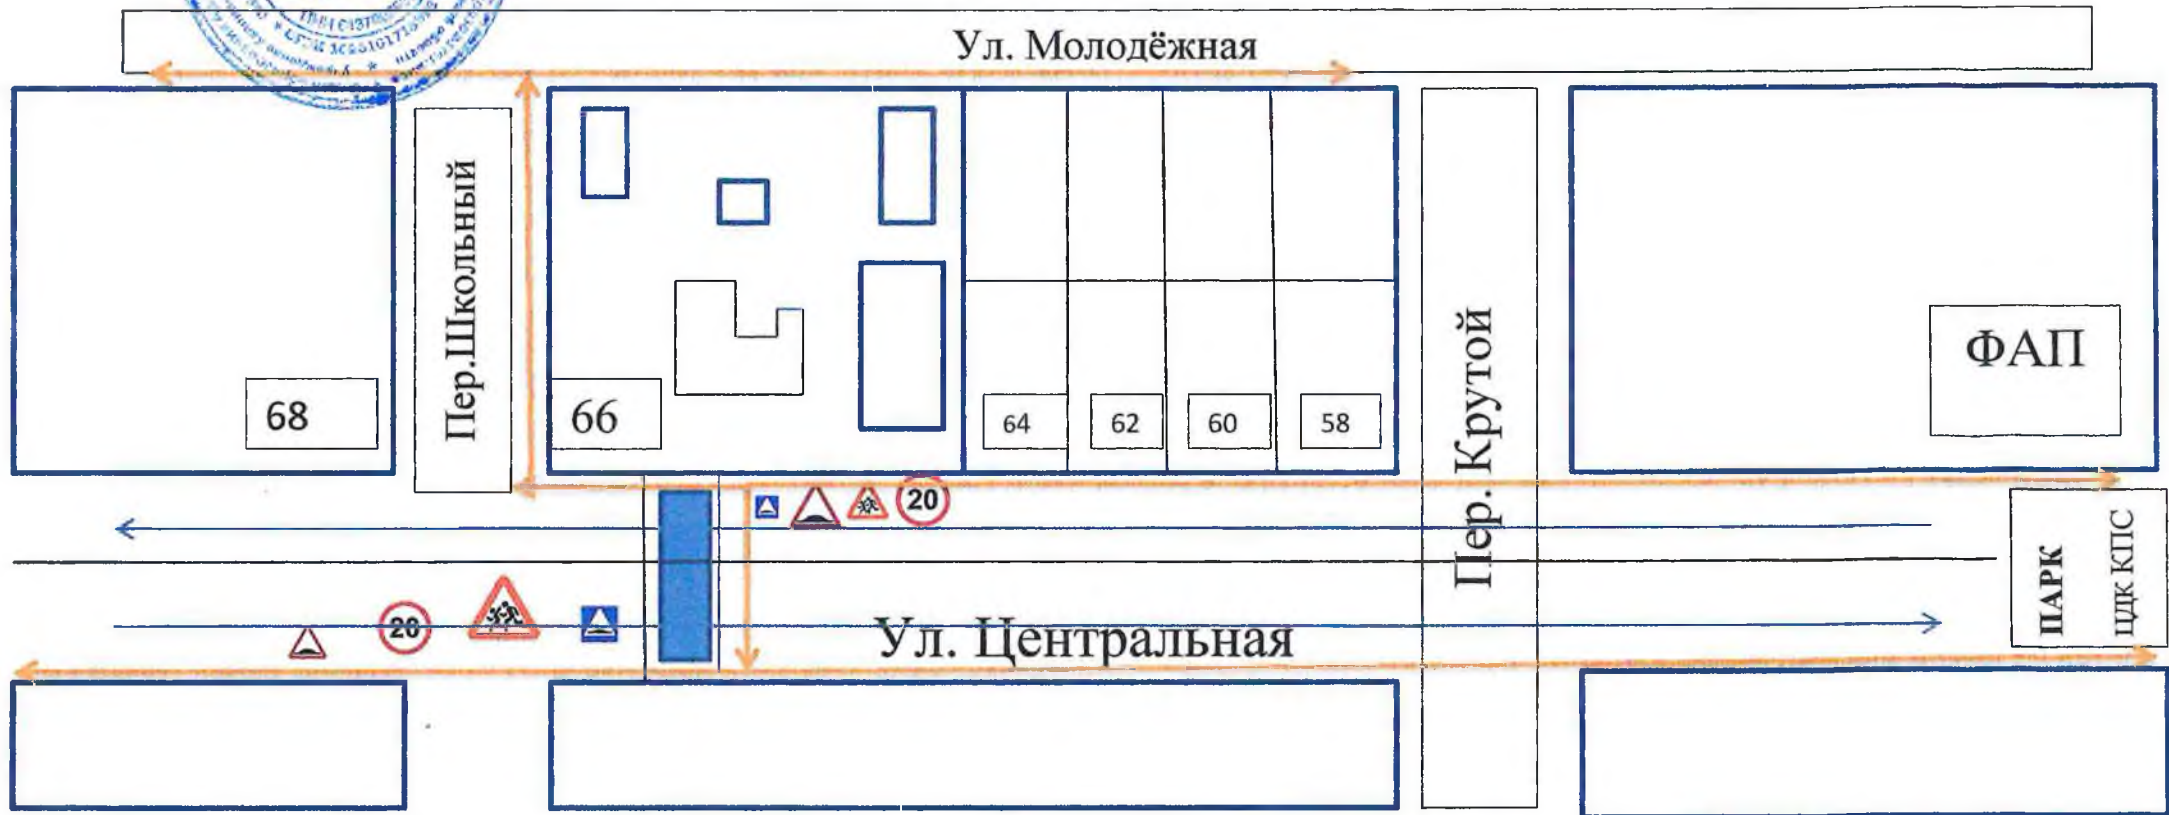 Ул. Молодёжная
Пер.Школьный
Пер. Крутой
ФАП
68
66
64
62
60
58
20
ПАРК
ЦДК КПС
20
Ул. Центральная